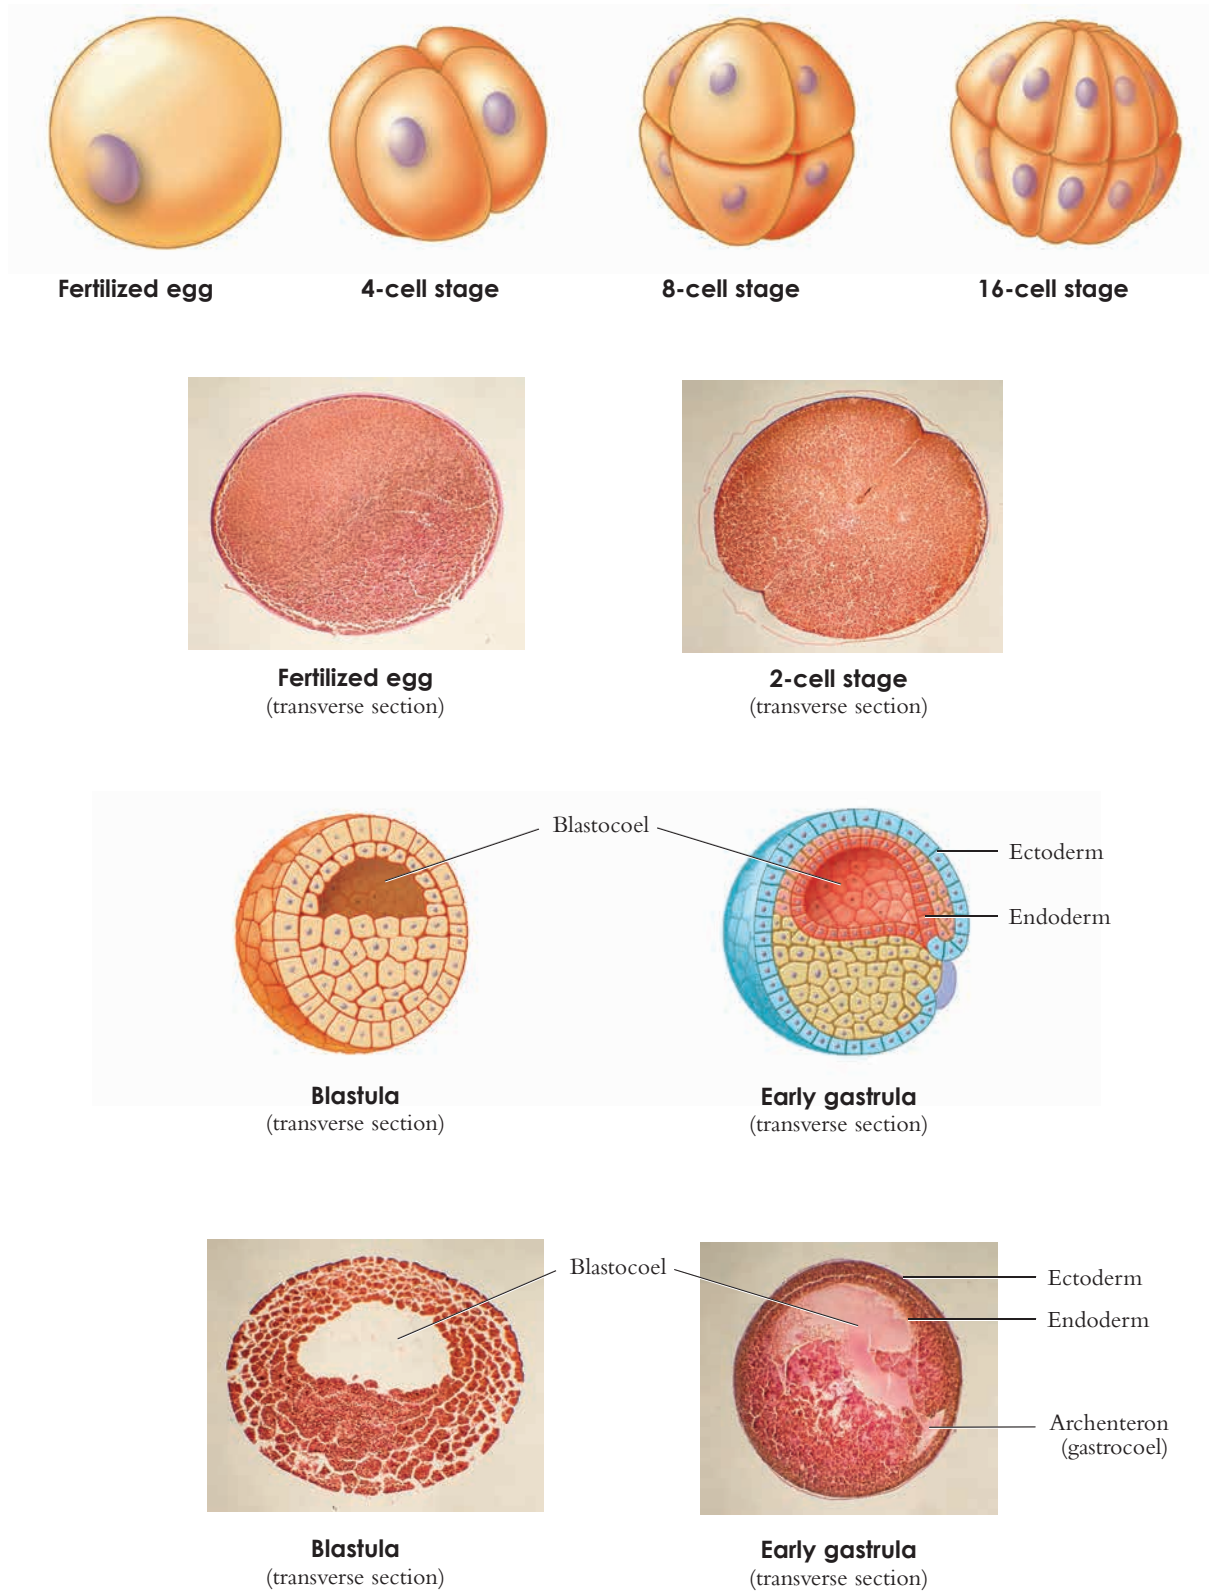 Fertilized egg
4-cell stage
8-cell stage
16-cell stage
Fertilized egg
(transverse section)
2-cell stage
(transverse section)
Blastocoel
Ectoderm
Endoderm
Blastula
(transverse section)
Early gastrula
(transverse section)
Blastocoel
Ectoderm
Endoderm
Archenteron
(gastrocoel)
Blastula
(transverse section)
Early gastrula
(transverse section)